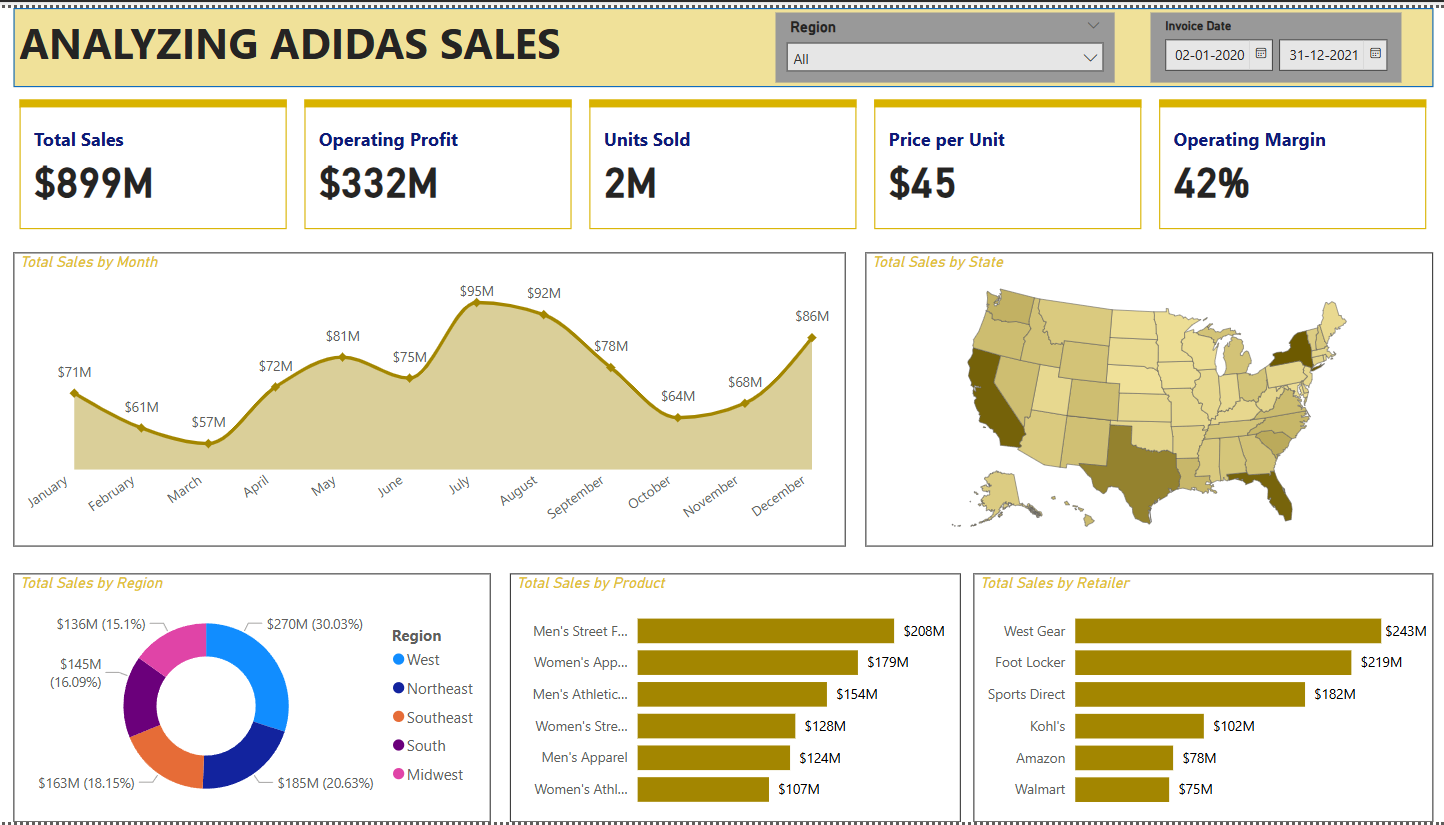 ANALYZING ADIDAS SALES
Region
All
Invoice Date
02-01-2020
31-12-2021
Total Sales
$899M
Operating Profit
$332M
Units Sold
2M
Price per Unit
$45
Operating Margin
42%
Total Sales by Month
$71M
$61M
$57M
$72M
$81M
$75M
$95M
$92M
$78M
$64M
$68M
$86M
January
February
March
April
May
June
July
August
September
October
November
December
Total Sales by State
Total Sales by Region
$136M (15.1%)
$270M (30.03%)
$145M
(16.09%)
$163M (18.15%)
$185M (20.63%)
Region
West
Northeast
Southeast
South
Midwest
Total Sales by Product
Men's Street F... $208M
Women's App... $179M
Men's Athletic... $154M
Women's Stre... $128M
Men's Apparel $124M
Women's Athl... $107M
Total Sales by Retailer
West Gear $243M
Foot Locker $219M
Sports Direct $182M
Kohl's $102M
Amazon $78M
Walmart $75M